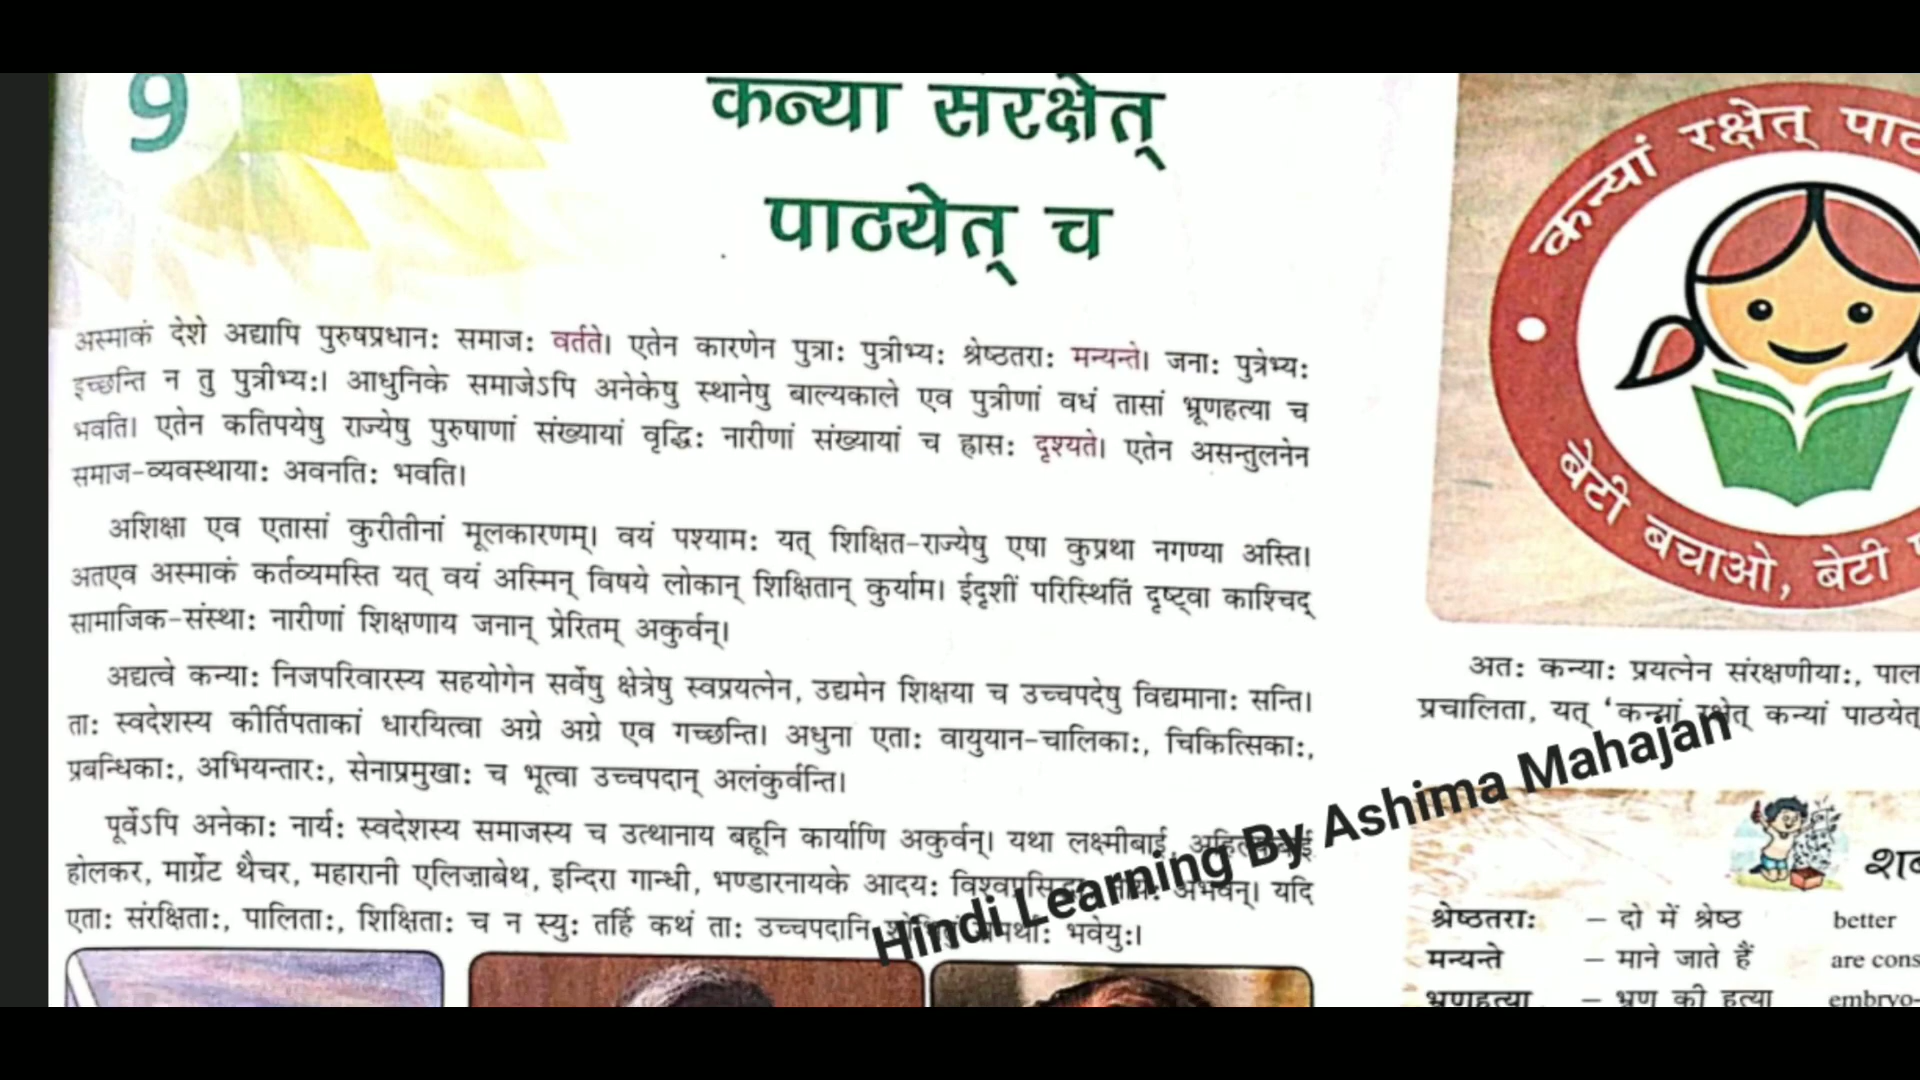 9
कन्या संरक्षेत्
पाठयेत् च
अस्माकं देशे अद्यापि पुरुषप्रधानः समाजः वर्तते। एतेन कारणेन पुत्राः पुत्रीभ्यः श्रेष्ठतराः मन्यन्ते। जनाः पुत्रेभ्यः
इच्छन्ति न तु पुत्रीभ्यः। आधुनिके समाजेऽपि अनेकेषु स्थानेषु बाल्यकाले एव पुत्रीणां वधं तासां भ्रूणहत्या च
भवति। एतेन कतिपयेषु राज्येषु पुरुषाणां संख्यायां वृद्धिः नारीणां संख्यायां च ह्रासः दृश्यते। एतेन असन्तुलनेन
समाज-व्यवस्थायाः अवनतिः भवति।
अशिक्षा एव एतासां कुरीतीनां मूलकारणम्। वयं पश्यामः यत् शिक्षित-राज्येषु एषा कुप्रथा नगण्या अस्ति।
अतएव अस्माकं कर्तव्यमस्ति यत् वयं अस्मिन् विषये लोकान् शिक्षितान् कुर्याम। ईदृशीं परिस्थितिं दृष्ट्वा काश्चिद्
सामाजिक-संस्थाः नारीणां शिक्षणाय जनान् प्रेरितम् अकुर्वन्।
अद्यत्वे कन्याः निजपरिवारस्य सहयोगेन सर्वेषु क्षेत्रेषु स्वप्रयत्नेन, उद्यमेन शिक्षया च उच्चपदेषु विद्यमानाः सन्ति।
ताः स्वदेशस्य कीर्तिपताकां धारयित्वा अग्रे अग्रे एव गच्छन्ति। अधुना एताः वायुयान-चालिकाः, चिकित्सिकाः,
प्रबन्धिकाः, अभियन्तारः, सेनाप्रमुखाः च भूत्वा उच्चपदान् अलंकुर्वन्ति।
पूर्वेऽपि अनेकाः नार्यः स्वदेशस्य समाजस्य च उत्थानाय बहूनि कार्याणि अकुर्वन्। यथा लक्ष्मीबाई,
होलकर, मार्ग्रेट थैचर, महारानी एलिज़ाबेथ, इन्दिरा गान्धी, भण्डारनायके आदयः अभवन्। यदि
एताः संरक्षिताः, पालिताः, शिक्षिताः च न स्युः तर्हि कथं ताः उच्चपदानि भवेयुः।
कन्यां रक्षेत्
बेटी बचाओ, बेटी
अतः कन्याः प्रयत्नेन संरक्षणीयाः,
प्रचालिता, यत् 'कन्यां रक्षेत् कन्यां पाठयेत्
Hindi Learning By Ashima Mahajan
श्रेष्ठतराः – दो में श्रेष्ठ better
मन्यन्ते – माने जाते हैं are
भ्रूणहत्या – भ्रूण की हत्या embryo-